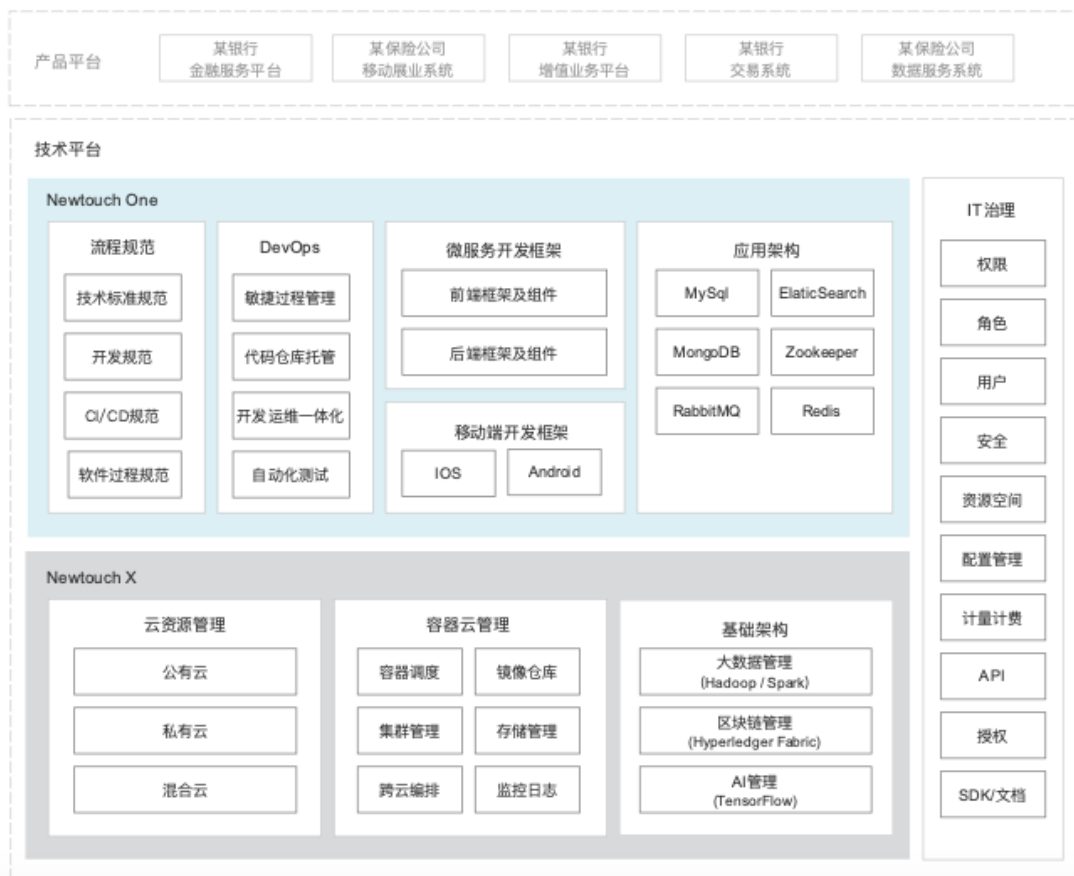 产品平台
某银行
金融服务平台
某保险公司
移动展业系统
某银行
增值业务平台
某银行
交易系统
某保险公司
数据服务系统
技术平台
Newtouch One
流程规范
技术标准规范
开发规范
CI/CD规范
软件过程规范
DevOps
敏捷过程管理
代码仓库托管
开发运维一体化
自动化测试
微服务开发框架
前端框架及组件
后端框架及组件
移动端开发框架
IOS
Android
应用架构
MySql
ElaticSearch
MongoDB
Zookeeper
RabbitMQ
Redis
Newtouch X
云资源管理
公有云
私有云
混合云
容器云管理
容器调度
镜像仓库
集群管理
存储管理
跨云编排
监控日志
基础架构
大数据管理
(Hadoop / Spark)
区块链管理
(Hyperledger Fabric)
AI管理
(TensorFlow)
IT治理
权限
角色
用户
安全
资源空间
配置管理
计量计费
API
授权
SDK/文档